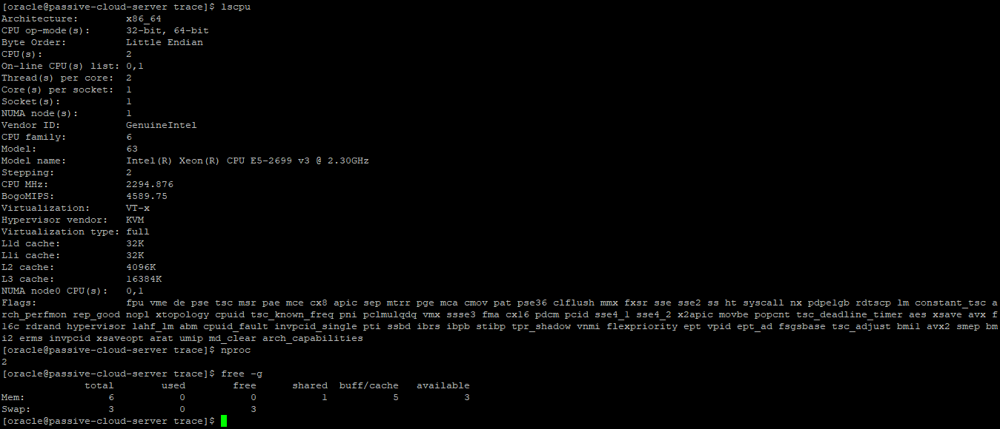 [oracle@passive-cloud-server trace]$ lscpu
Architecture:        x86_64
CPU op-mode(s):      32-bit, 64-bit
Byte Order:          Little Endian
CPU(s):              2
On-line CPU(s) list: 0,1
Thread(s) per core:  2
Core(s) per socket:  1
Socket(s):           1
NUMA node(s):        1
Vendor ID:           GenuineIntel
CPU family:          6
Model:               63
Model name:          Intel(R) Xeon(R) CPU E5-2699 v3 @ 2.30GHz
Stepping:            2
CPU MHz:             2294.876
BogoMIPS:            4589.75
Virtualization:      VT-x
Hypervisor vendor:   KVM
Virtualization type: full
L1d cache:           32K
L1i cache:           32K
L2 cache:            4096K
L3 cache:            16384K
NUMA node0 CPU(s):   0,1
Flags:               fpu vme de pse tsc msr pae mce cx8 apic sep mtrr pge mca cmov pat pse36 clflush mmx fxsr sse sse2 ss ht syscall nx pdpe1gb rdtscp lm constant_tsc a
rch_perfmon rep_good nopl xtopology cpuid tsc_known_freq pni pclmulqdq vmx ssse3 fma cx16 pdcm pcid sse4_1 sse4_2 x2apic movbe popcnt tsc_deadline_timer aes xsave avx f
16c rdrand hypervisor lahf_lm abm cpuid_fault invpcid_single pti ssbd ibrs ibpb stibp tpr_shadow vnmi flexpriority ept vpid ept_ad fsgsbase tsc_adjust bmi1 avx2 smep bm
i2 erms invpcid xsaveopt arat umip md_clear arch_capabilities
[oracle@passive-cloud-server trace]$ nproc
2
[oracle@passive-cloud-server trace]$ free -g
              total        used        free      shared  buff/cache   available
Mem:              6           0           0           1           5           3
Swap:             3           0           3
[oracle@passive-cloud-server trace]$